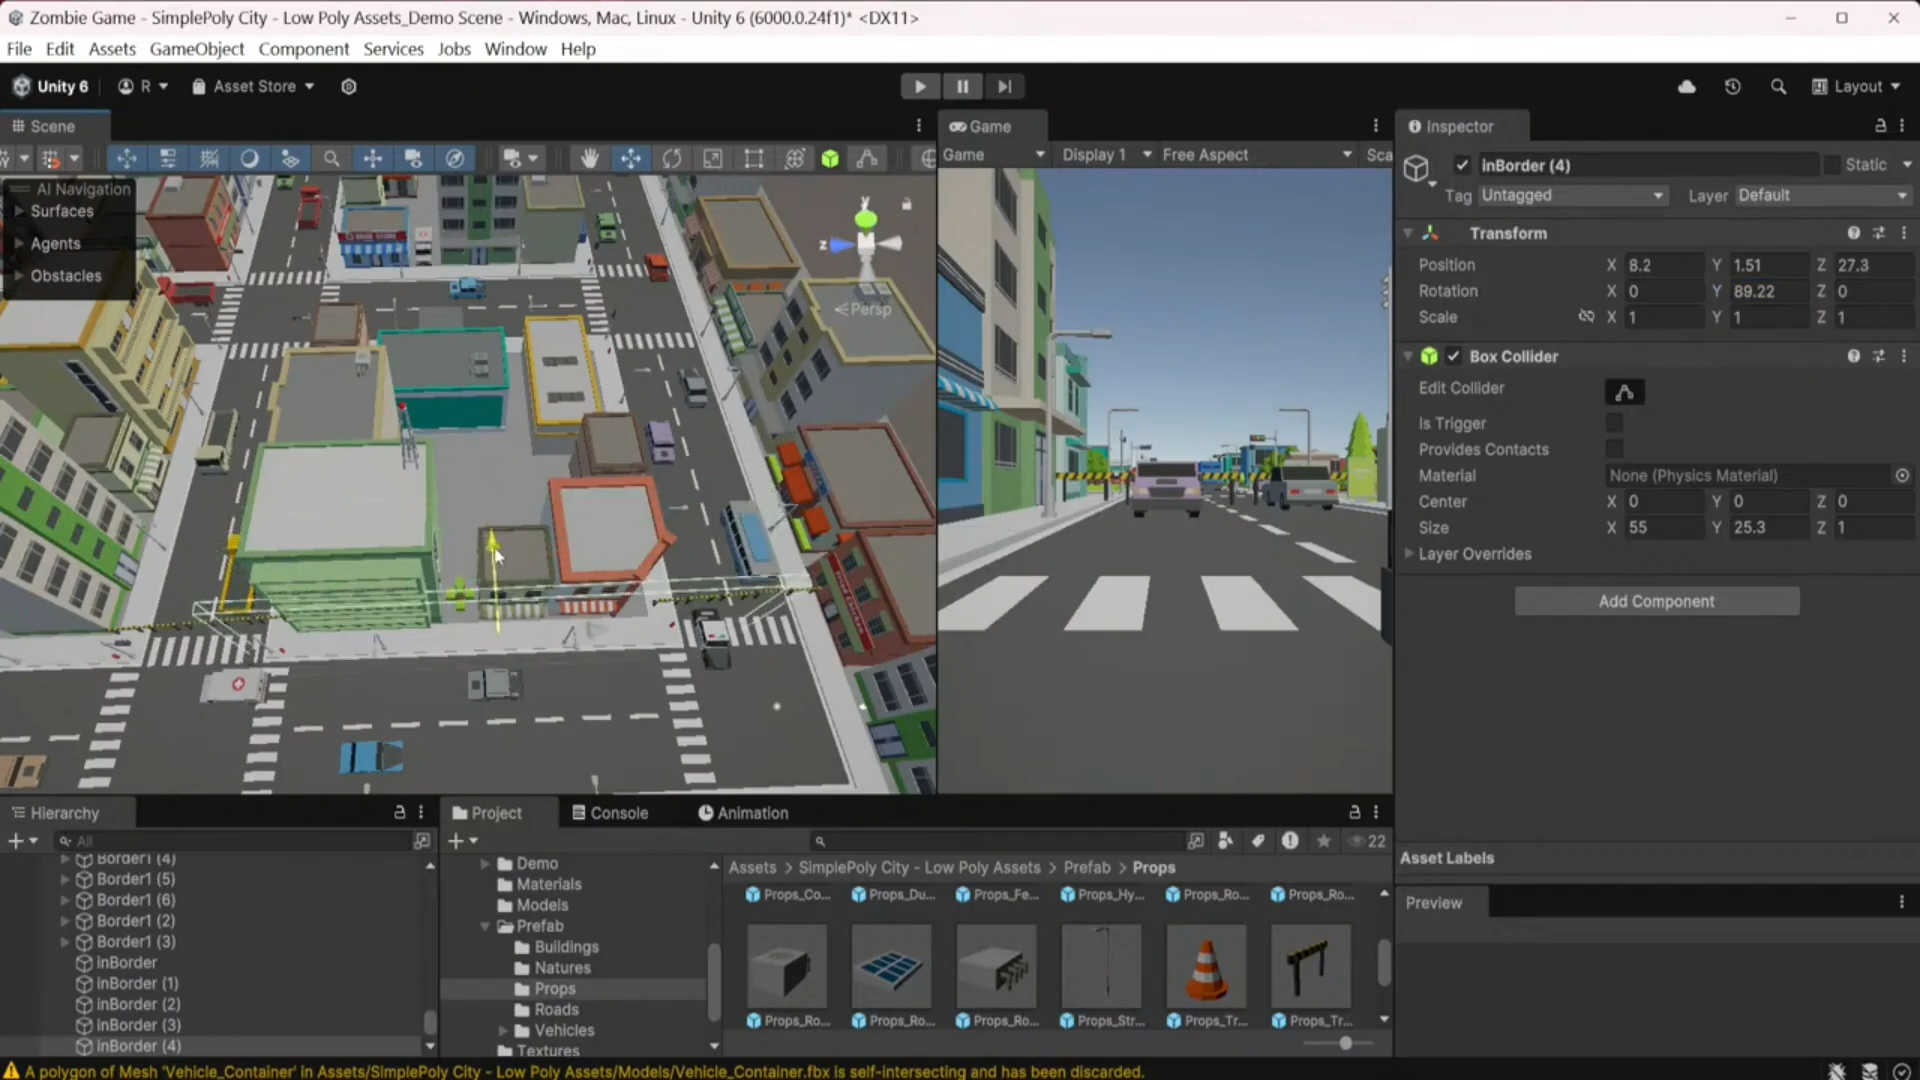 Zombie Game - SimplePoly City - Low Poly Assets_Demo Scene - Windows, Mac, Linux - Unity 6 (6000.0.24f1)* <DX11>
File Edit Assets GameObject Component Services Jobs Window Help
Unity 6 R Asset Store Layout
Scene
AI Navigation
Surfaces
Agents
Obstacles
y
z
Persp
Game
Game Display 1 Free Aspect Sca
Inspector
inBorder (4) Static
Tag Untagged Layer Default
Transform
Position X 8.2 Y 1.51 Z 27.3
Rotation X 0 Y 89.22 Z 0
Scale X 1 Y 1 Z 1
Box Collider
Edit Collider
Is Trigger
Provides Contacts
Material None (Physics Material)
Center X 0 Y 0 Z 0
Size X 55 Y 25.3 Z 1
Layer Overrides
Add Component
Asset Labels
Preview
Hierarchy
All
Border1 (4)
Border1 (5)
Border1 (6)
Border1 (2)
Border1 (3)
inBorder
inBorder (1)
inBorder (2)
inBorder (3)
inBorder (4)
Project Console Animation
22
Demo
Materials
Models
Prefab
Buildings
Natures
Props
Roads
Vehicles
Textures
Assets > SimplePoly City - Low Poly Assets > Prefab > Props
Props_Co... Props_Du... Props_Fe... Props_Hy... Props_Ro... Props_Ro...
Props_Ro... Props_Ro... Props_Ro... Props_Str... Props_Tr... Props_Tr...
A polygon of Mesh 'Vehicle_Container' in Assets/SimplePoly City - Low Poly Assets/Models/Vehicle_Container.fbx is self-intersecting and has been discarded.